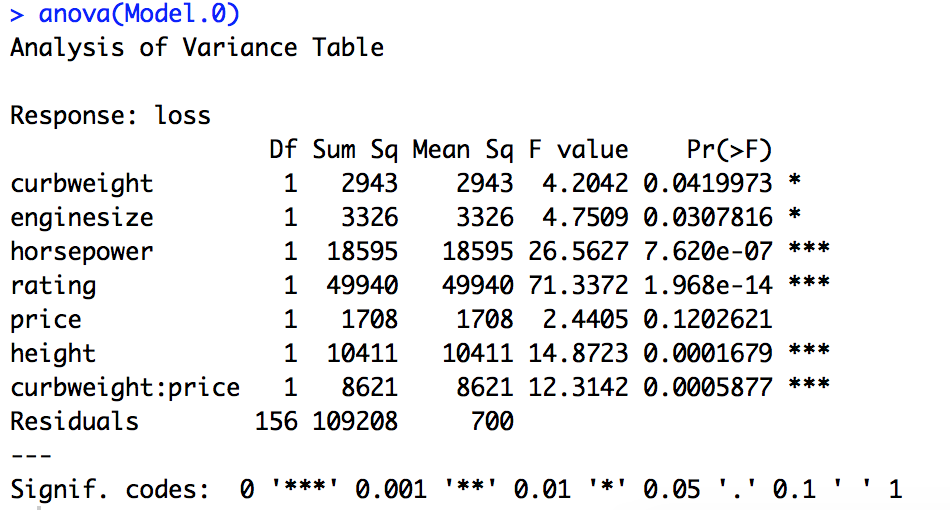 > anova(Model.0)
Analysis of Variance Table
Response: loss
Df Sum Sq Mean Sq F value Pr(>F)
curbweight 1 2943 2943 4.2042 0.0419973 *
enginesize 1 3326 3326 4.7509 0.0307816 *
horsepower 1 18595 18595 26.5627 7.620e-07 ***
rating 1 49940 49940 71.3372 1.968e-14 ***
price 1 1708 1708 2.4405 0.1202621
height 1 10411 10411 14.8723 0.0001679 ***
curbweight:price 1 8621 8621 12.3142 0.0005877 ***
Residuals 156 109208 700
---
Signif. codes: 0 '***' 0.001 '**' 0.01 '*' 0.05 '.' 0.1 ' ' 1